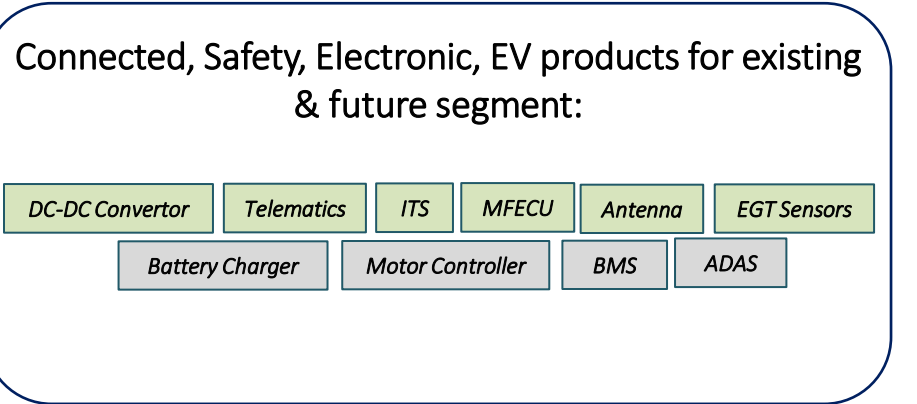 Connected, Safety, Electronic, EV products for existing
& future segment:
DC-DC Convertor
Telematics
ITS
MFECU
Antenna
EGT Sensors
Battery Charger
Motor Controller
BMS
ADAS